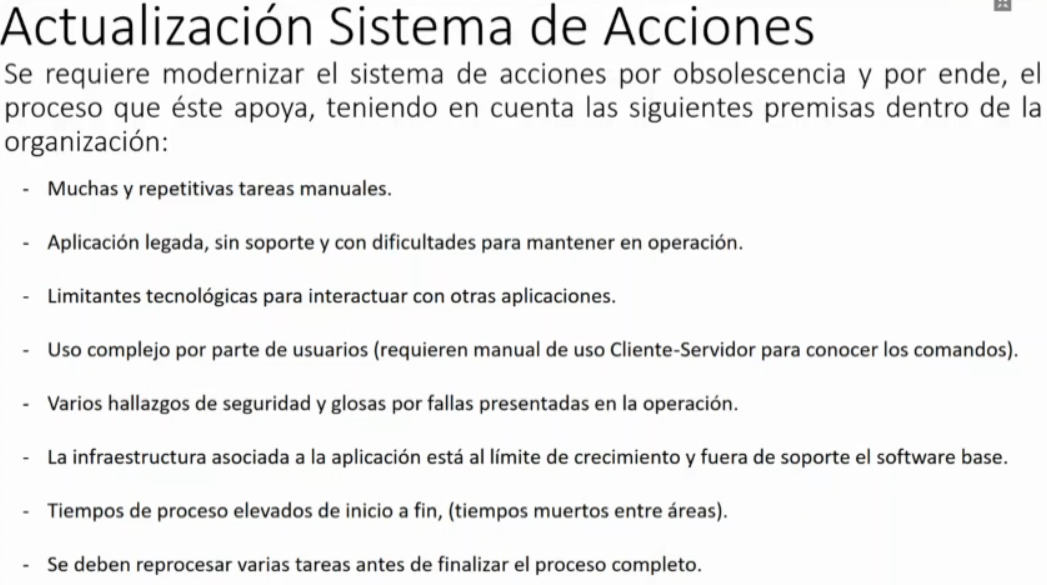 Actualización Sistema de Acciones
Se requiere modernizar el sistema de acciones por obsolescencia y por ende, el
proceso que éste apoya, teniendo en cuenta las siguientes premisas dentro de la
organización:
- Muchas y repetitivas tareas manuales.
- Aplicación legada, sin soporte y con dificultades para mantener en operación.
- Limitantes tecnológicas para interactuar con otras aplicaciones.
- Uso complejo por parte de usuarios (requieren manual de uso Cliente-Servidor para conocer los comandos).
- Varios hallazgos de seguridad y glosas por fallas presentadas en la operación.
- La infraestructura asociada a la aplicación está al límite de crecimiento y fuera de soporte el software base.
- Tiempos de proceso elevados de inicio a fin, (tiempos muertos entre áreas).
- Se deben reprocesar varias tareas antes de finalizar el proceso completo.